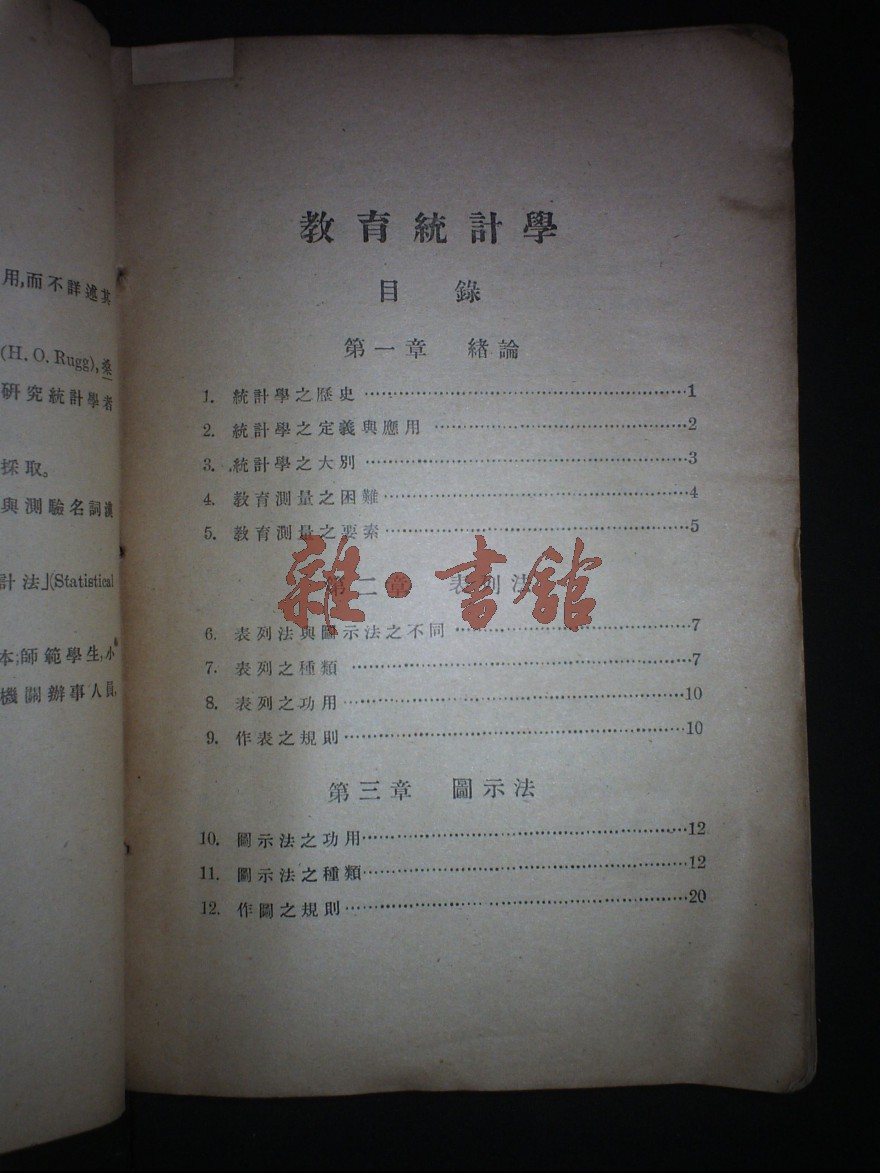 用,而不詳述其
(H. O. Rugg),桑
研究統計學者
採取。
與測驗名詞漢
計法」(Statistical
本;師範學生,小
機關辦事人員,
教育統計學
目 錄
第一章 緒論
1. 統計學之歷史 1
2. 統計學之定義與應用 2
3. 統計學之大別 3
4. 教育測量之困難 4
5. 教育測量之要素 5
第二章 表列法
雜·書館
6. 表列法與圖示法之不同 7
7. 表列之種類 7
8. 表列之功用 10
9. 作表之規則 10
第三章 圖示法
10. 圖示法之功用 12
11. 圖示法之種類 12
12. 作圖之規則 20